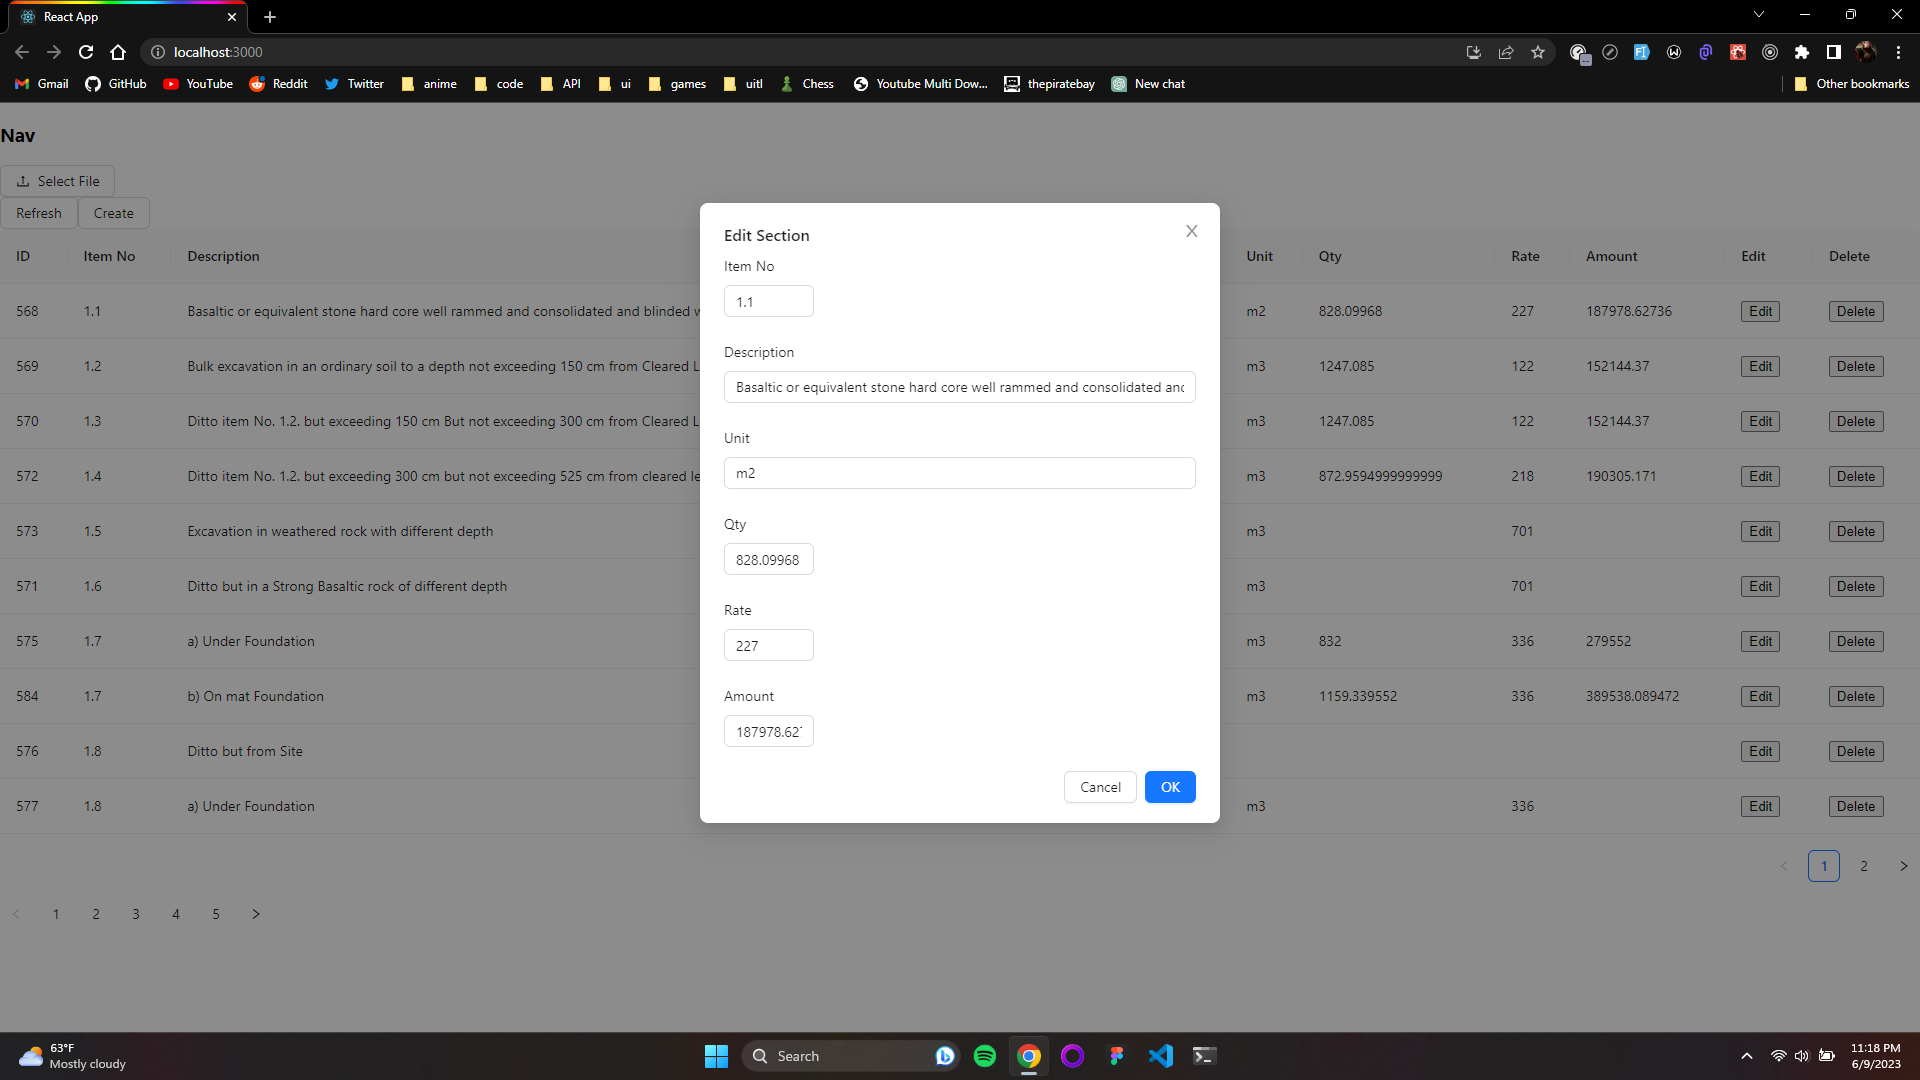 React App
localhost:3000
Gmail GitHub YouTube Reddit Twitter anime code API ui games uitl Chess Youtube Multi Dow... thepiratebay New chat Other bookmarks
Nav
Select File
Refresh Create
ID Item No Description Unit Qty Rate Amount Edit Delete
568 1.1 Basaltic or equivalent stone hard core well rammed and consolidated and blinded m2 828.09968 227 187978.62736 Edit Delete
569 1.2 Bulk excavation in an ordinary soil to a depth not exceeding 150 cm from Cleared L m3 1247.085 122 152144.37 Edit Delete
570 1.3 Ditto item No. 1.2. but exceeding 150 cm But not exceeding 300 cm from Cleared L m3 1247.085 122 152144.37 Edit Delete
572 1.4 Ditto item No. 1.2. but exceeding 300 cm but not exceeding 525 cm from cleared le m3 872.9594999999999 218 190305.171 Edit Delete
573 1.5 Excavation in weathered rock with different depth m3 701 Edit Delete
571 1.6 Ditto but in a Strong Basaltic rock of different depth m3 701 Edit Delete
575 1.7 a) Under Foundation m3 832 336 279552 Edit Delete
584 1.7 b) On mat Foundation m3 1159.339552 336 389538.089472 Edit Delete
576 1.8 Ditto but from Site Edit Delete
577 1.8 a) Under Foundation m3 336 Edit Delete
1 2
1 2 3 4 5
Edit Section
Item No
1.1
Description
Basaltic or equivalent stone hard core well rammed and consolidated and
Unit
m2
Qty
828.09968
Rate
227
Amount
187978.627
Cancel OK
63°F
Mostly cloudy
Search
11:18 PM
6/9/2023